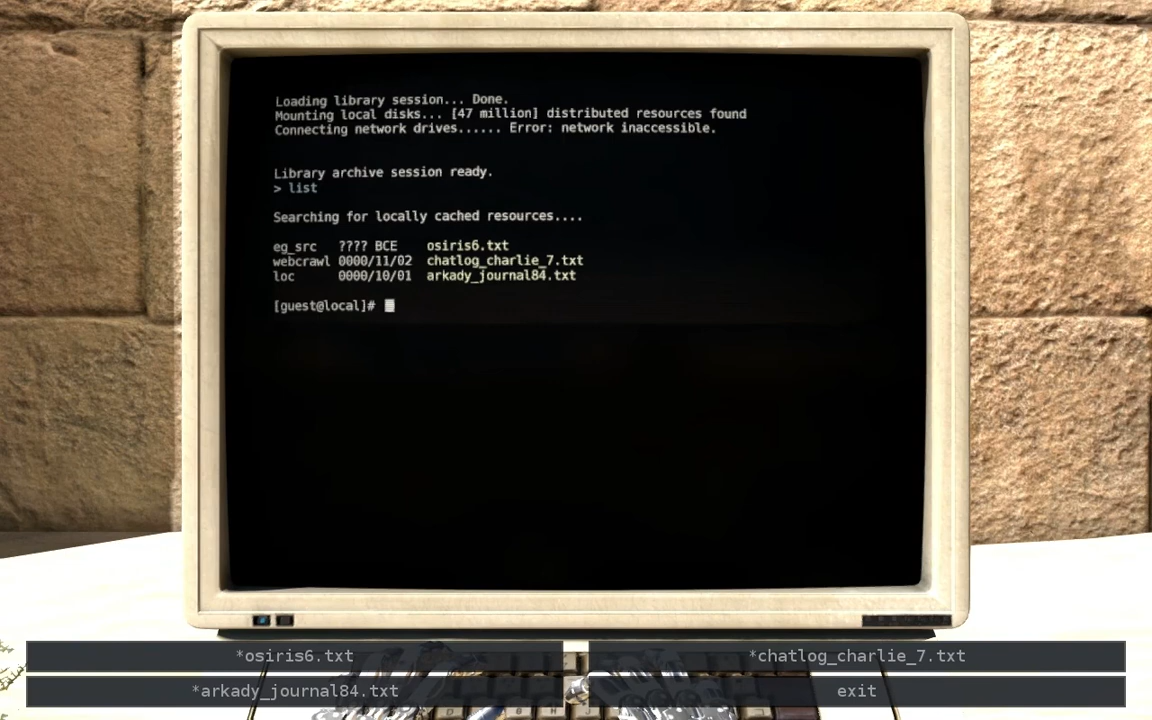 Loading library session... Done.
Mounting local disks... [47 million] distributed resources found
Connecting network drives...... Error: network inaccessible.
Library archive session ready.
> list
Searching for locally cached resources....
eg_src ???? BCE osiris6.txt
webcrawl 0000/11/02 chatlog_charlie_7.txt
loc 0000/10/01 arkady_journal84.txt
[guest@local]#
*osiris6.txt
*chatlog_charlie_7.txt
*arkady_journal84.txt
exit